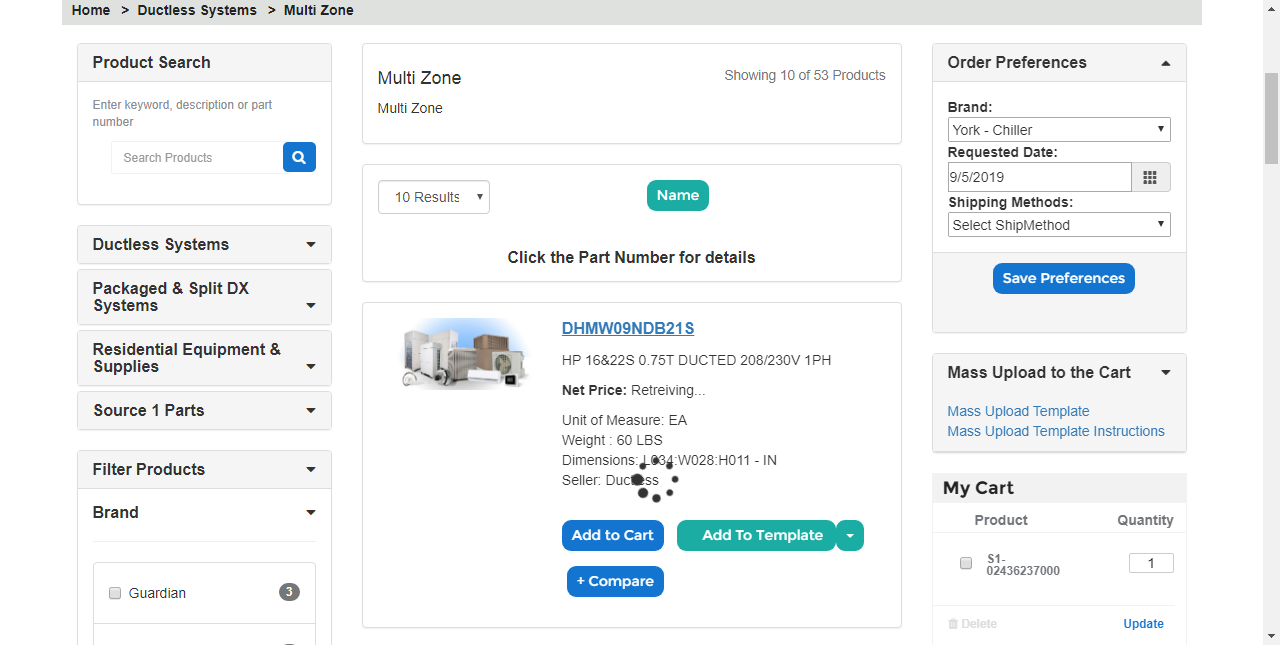 Home > Ductless Systems > Multi Zone
Product Search
Enter keyword, description or part
number
Search Products
Ductless Systems
Packaged & Split DX
Systems
Residential Equipment &
Supplies
Source 1 Parts
Filter Products
Brand
Guardian 3
Multi Zone
Showing 10 of 53 Products
Multi Zone
10 Results
Name
Click the Part Number for details
DHMW09NDB21S
HP 16&22S 0.75T DUCTED 208/230V 1PH
Net Price: Retreiving...
Unit of Measure: EA
Weight : 60 LBS
Dimensions: L034:W028:H011 - IN
Seller: Ductless
Add to Cart
Add To Template
+ Compare
Order Preferences
Brand:
York - Chiller
Requested Date:
9/5/2019
Shipping Methods:
Select ShipMethod
Save Preferences
Mass Upload to the Cart
Mass Upload Template
Mass Upload Template Instructions
My Cart
Product Quantity
S1-
02436237000
1
Delete Update